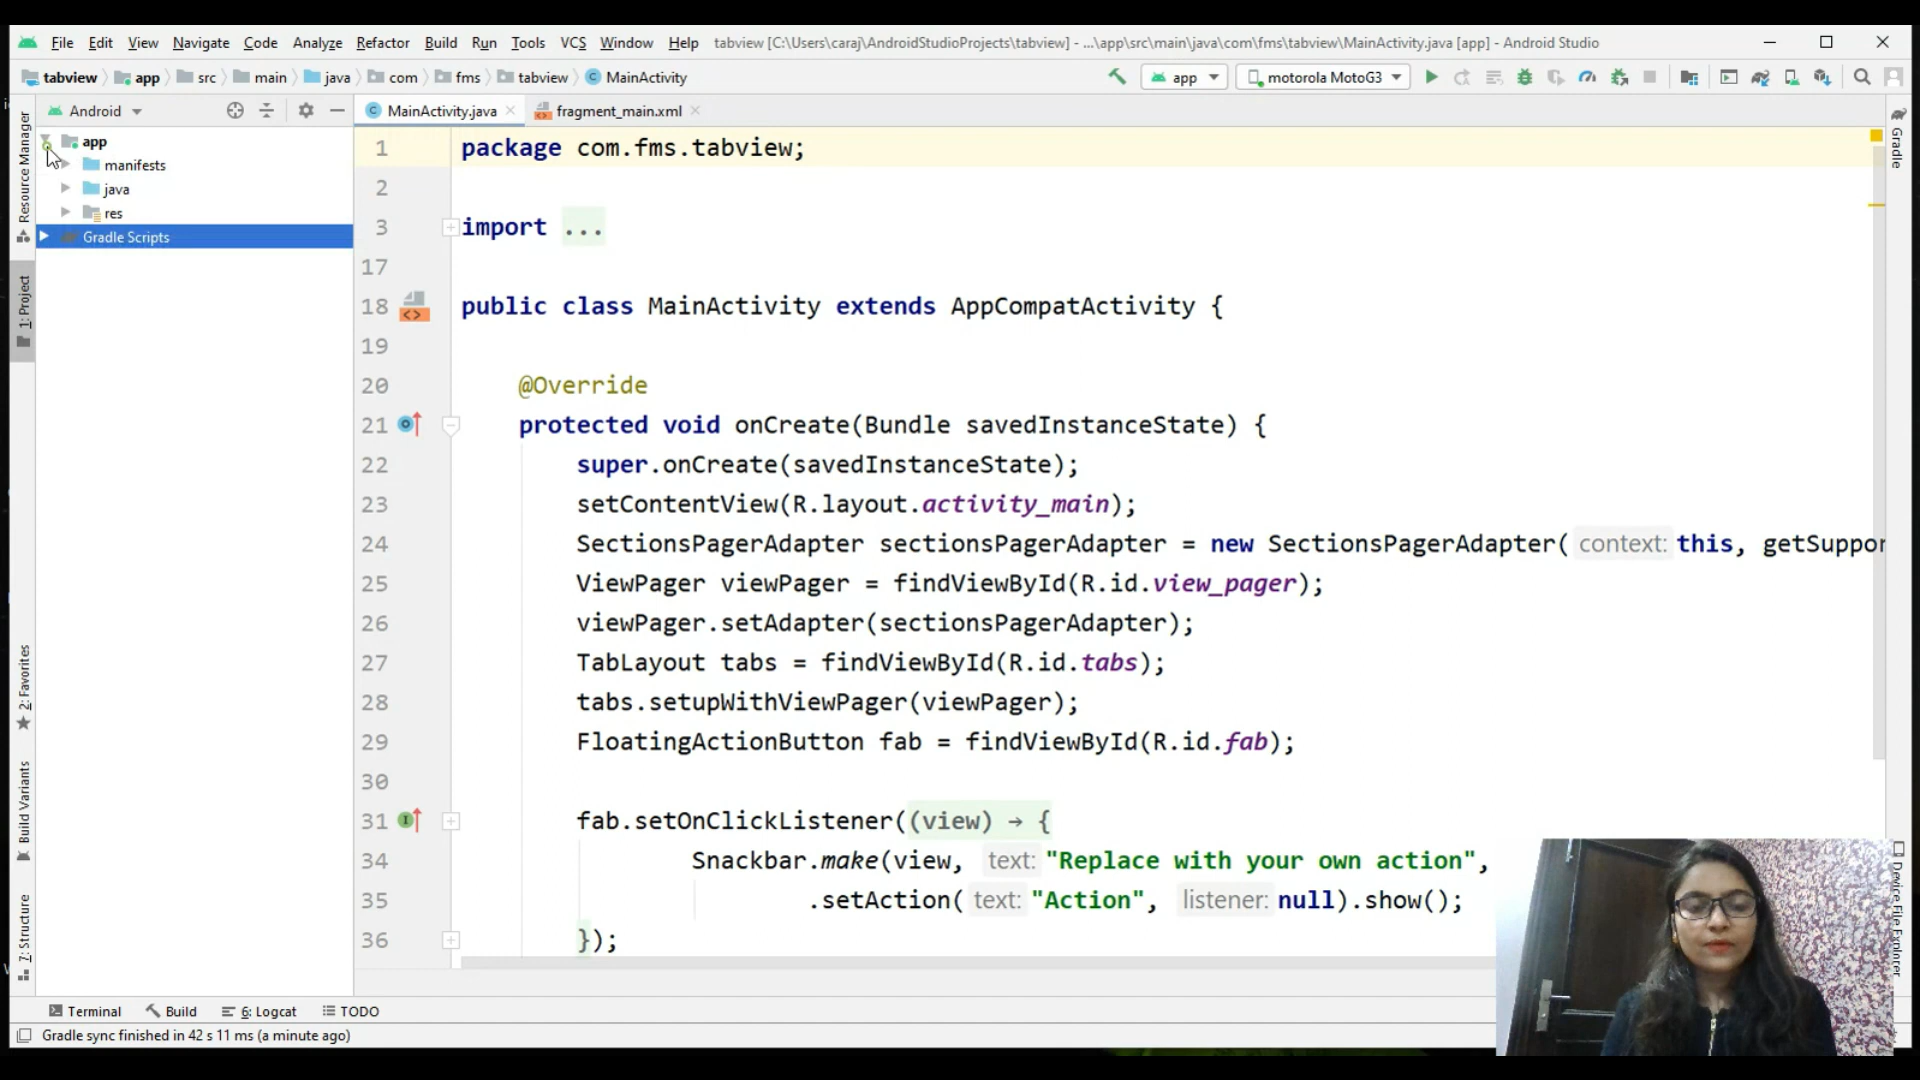 File Edit View Navigate Code Analyze Refactor Build Run Tools VCS Window Help tabview [C:\Users\caraj\AndroidStudioProjects\tabview] - ...\app\src\main\java\com\fms\tabview\MainActivity.java [app] - Android Studio
tabview app src main java com fms tabview MainActivity app motorola MotoG3
Android MainActivity.java fragment_main.xml
app
manifests
java
res
Gradle Scripts
Resource Manager
1: Project
2: Favorites
Build Variants
7: Structure
1 package com.fms.tabview;
2
3 import ...
17
18 public class MainActivity extends AppCompatActivity {
19
20 @Override
21 protected void onCreate(Bundle savedInstanceState) {
22 super.onCreate(savedInstanceState);
23 setContentView(R.layout.activity_main);
24 SectionsPagerAdapter sectionsPagerAdapter = new SectionsPagerAdapter( context: this, getSuppor
25 ViewPager viewPager = findViewById(R.id.view_pager);
26 viewPager.setAdapter(sectionsPagerAdapter);
27 TabLayout tabs = findViewById(R.id.tabs);
28 tabs.setupWithViewPager(viewPager);
29 FloatingActionButton fab = findViewById(R.id.fab);
30
31 fab.setOnClickListener((view) → {
34 Snackbar.make(view, text: "Replace with your own action",
35 .setAction( text: "Action", listener: null).show();
36 });
Gradle
Device File Explorer
Terminal Build 6: Logcat TODO
Gradle sync finished in 42 s 11 ms (a minute ago)